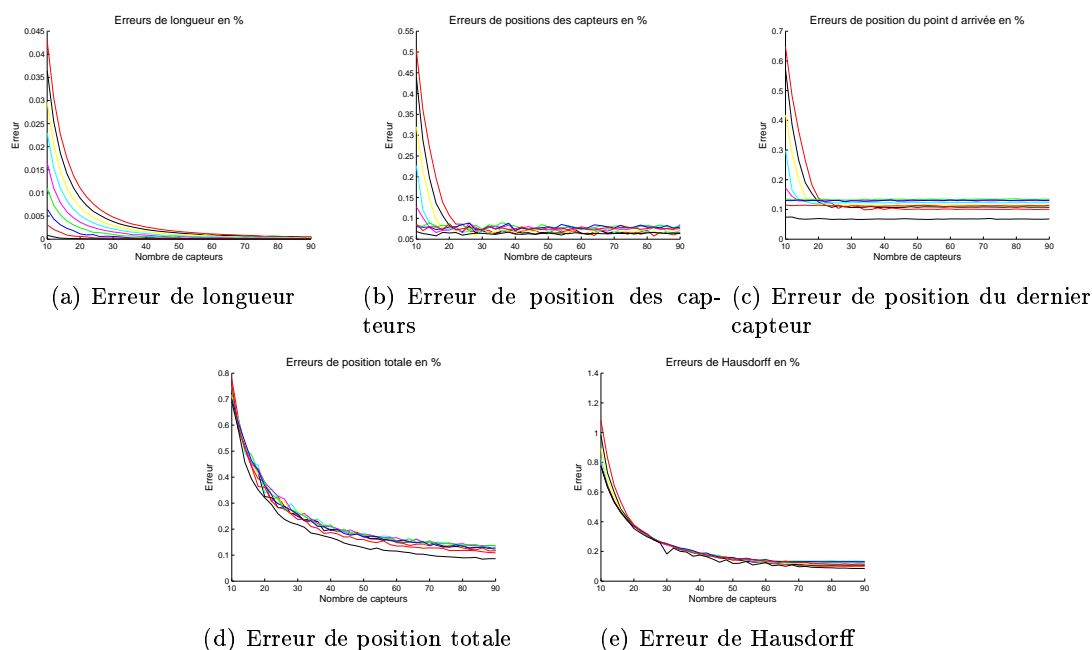 Erreurs de longueur en %
0.045
0.04
0.035
0.03
0.025
0.02
0.015
0.01
0.005
0
Erreur
10 20 30 40 50 60 70 80 90
Nombre de capteurs
(a) Erreur de longueur
Erreurs de positions des capteurs en %
0.55
0.5
0.45
0.4
0.35
0.3
0.25
0.2
0.15
0.1
0.05
Erreur
10 20 30 40 50 60 70 80 90
Nombre de capteurs
(b) Erreur de position des cap-
teurs
Erreurs de position du point d arrivée en %
0.7
0.6
0.5
0.4
0.3
0.2
0.1
0
Erreur
10 20 30 40 50 60 70 80 90
Nombre de capteurs
(c) Erreur de position du dernier
capteur
Erreurs de position totale en %
0.8
0.7
0.6
0.5
0.4
0.3
0.2
0.1
0
Erreur
10 20 30 40 50 60 70 80 90
Nombre de capteurs
(d) Erreur de position totale
Erreurs de Hausdorff en %
1.4
1.2
1
0.8
0.6
0.4
0.2
0
Erreur
10 20 30 40 50 60 70 80 90
Nombre de capteurs
(e) Erreur de Hausdorff